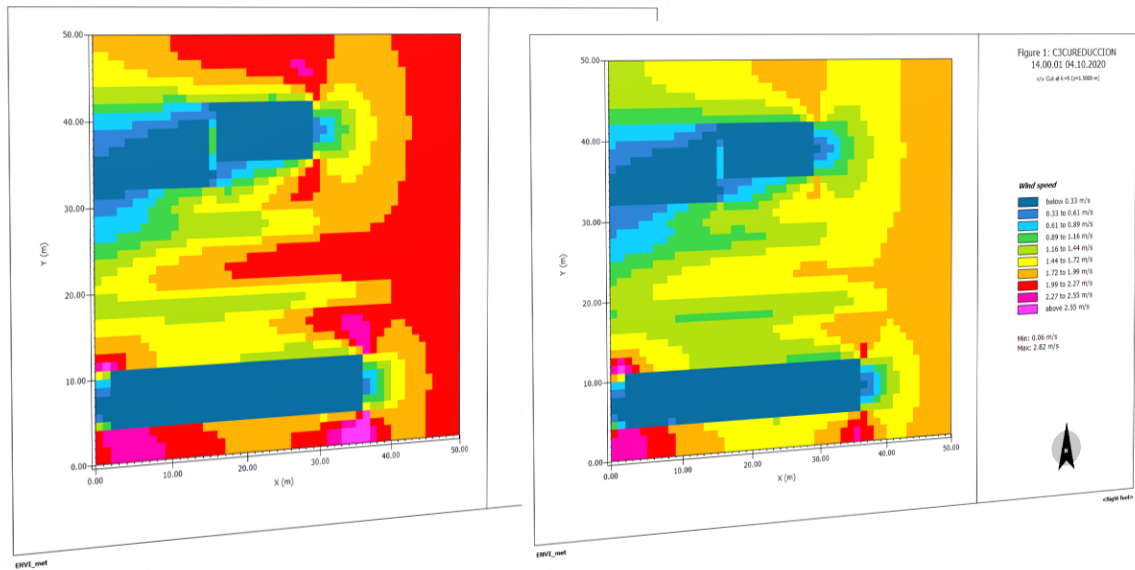 50.00
40.00
30.00
20.00
10.00
0.00
Y (m)
0.00
10.00
20.00
30.00
40.00
50.00
X (m)
ENVI_met
50.00
40.00
30.00
20.00
10.00
0.00
Y (m)
0.00
10.00
20.00
30.00
40.00
50.00
X (m)
ENVI_met
Figure 1: C3CUREDUCCION
14.00.01 04.10.2020
x/y Cut at k=5 (z=1.5000 m)
Wind speed
below 0.33 m/s
0.33 to 0.61 m/s
0.61 to 0.89 m/s
0.89 to 1.16 m/s
1.16 to 1.44 m/s
1.44 to 1.72 m/s
1.72 to 1.99 m/s
1.99 to 2.27 m/s
2.27 to 2.55 m/s
above 2.55 m/s
Min: 0.06 m/s
Max: 2.82 m/s
<Right foot>